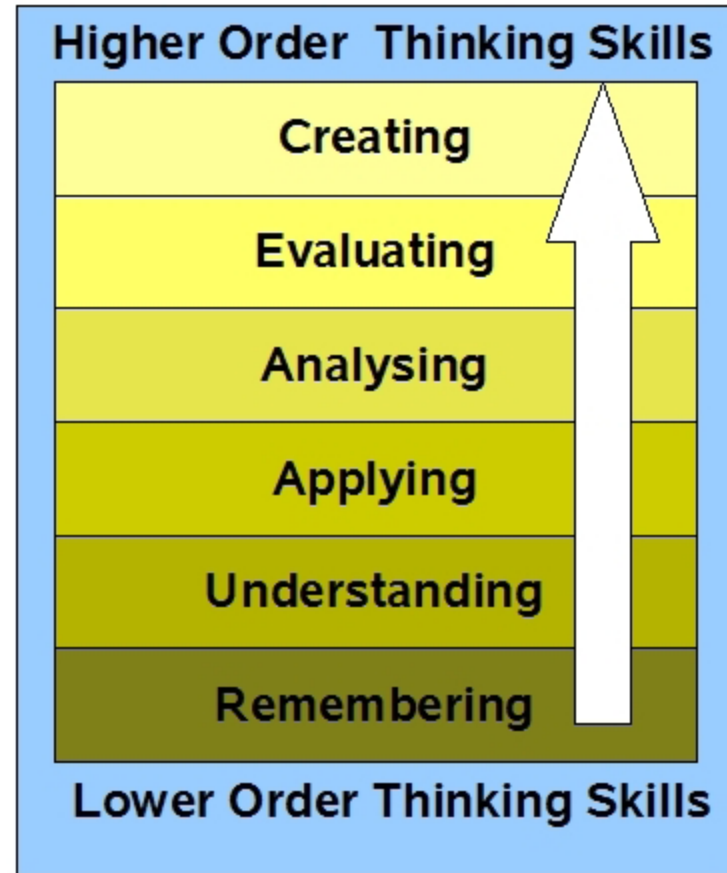 Higher Order Thinking Skills
Creating
Evaluating
Analysing
Applying
Understanding
Remembering
Lower Order Thinking Skills